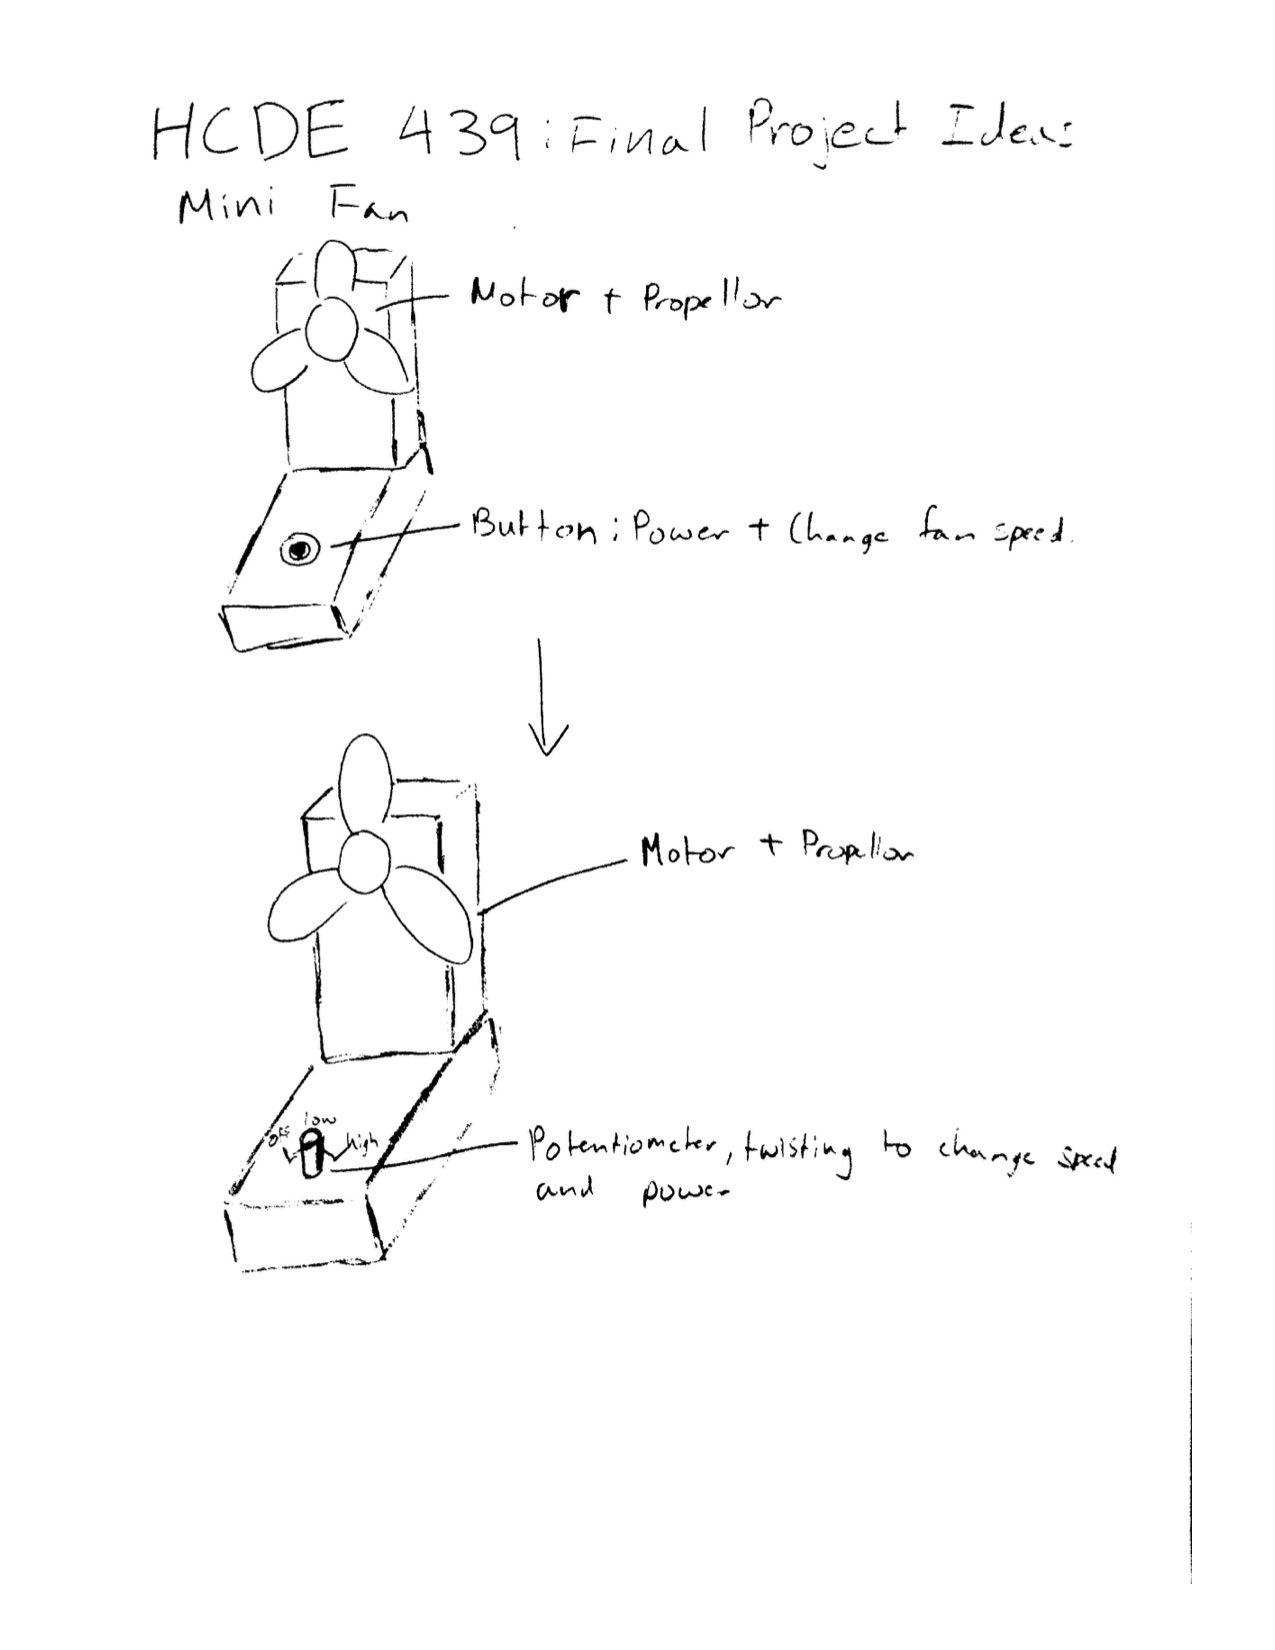 HCDE 439: Final Project Ideas
Mini Fan
Motor + Propellor
Button: Power + Change fan speed.
Motor + Propellor
off low high
Potentiometer, twisting to change speed
and power